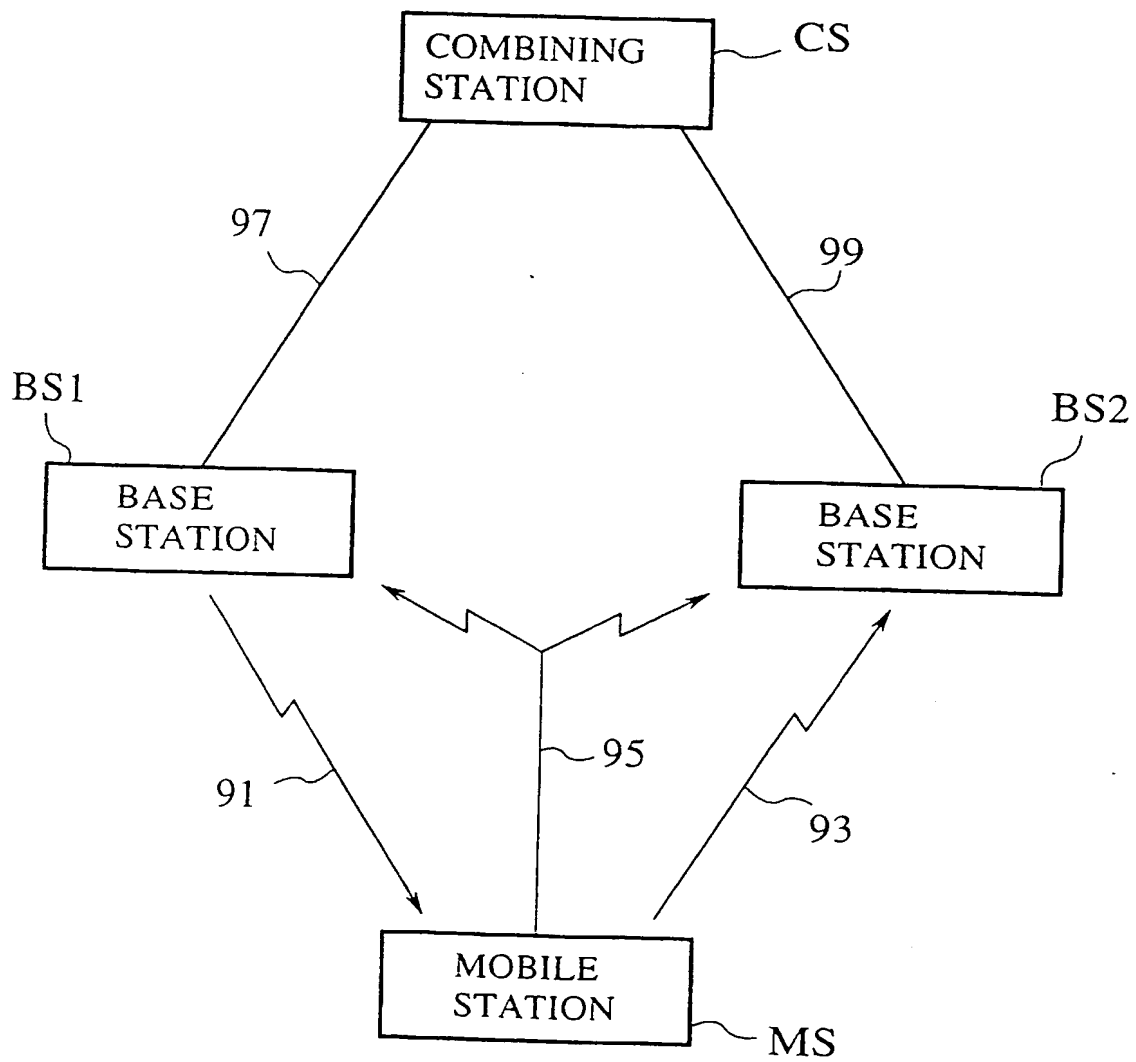 COMBINING
STATION
CS
97
99
BS1
BS2
BASE
STATION
BASE
STATION
95
91
93
MOBILE
STATION
MS